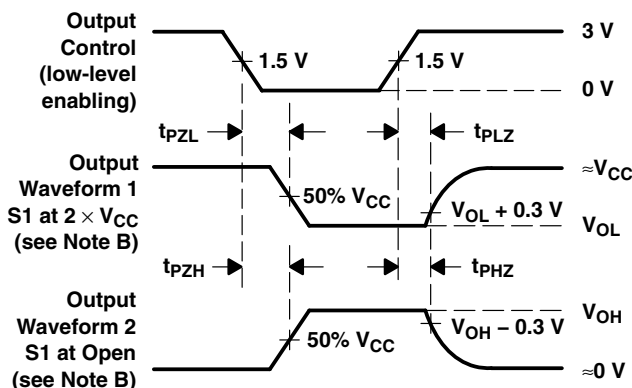 Output
Control
(low-level
enabling)
1.5 V
1.5 V
3 V
0 V
tPZL
tPLZ
Output
Waveform 1
S1 at 2 × VCC
(see Note B)
50% VCC
VOL + 0.3 V
≈VCC
VOL
tPZH
tPHZ
Output
Waveform 2
S1 at Open
(see Note B)
50% VCC
VOH − 0.3 V
VOH
≈0 V